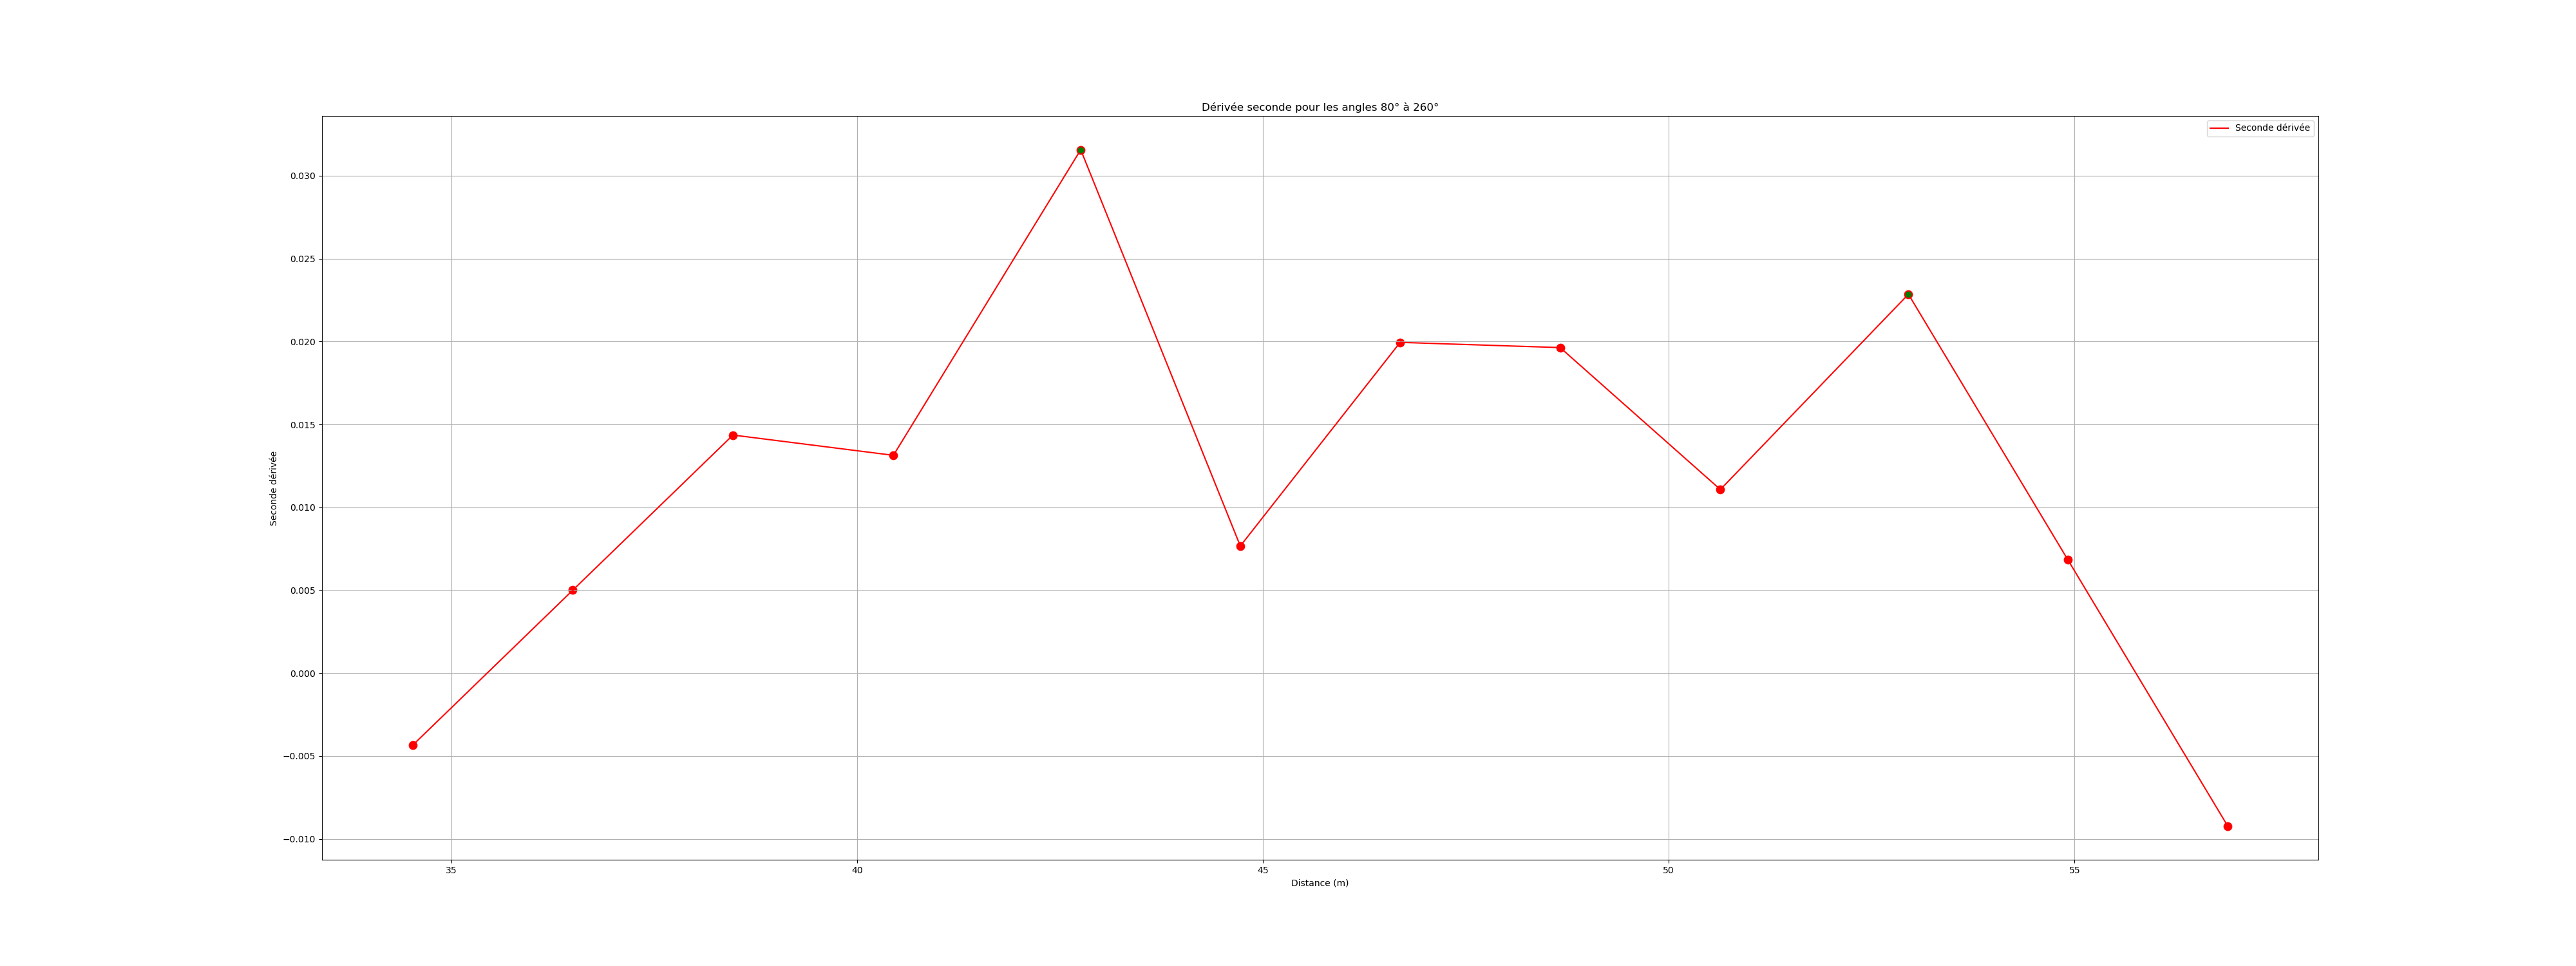 Dérivée seconde pour les angles 80° à 260°
Seconde dérivée
0.030
0.025
0.020
0.015
0.010
0.005
0.000
−0.005
−0.010
Seconde dérivée
35 40 45 50 55
Distance (m)